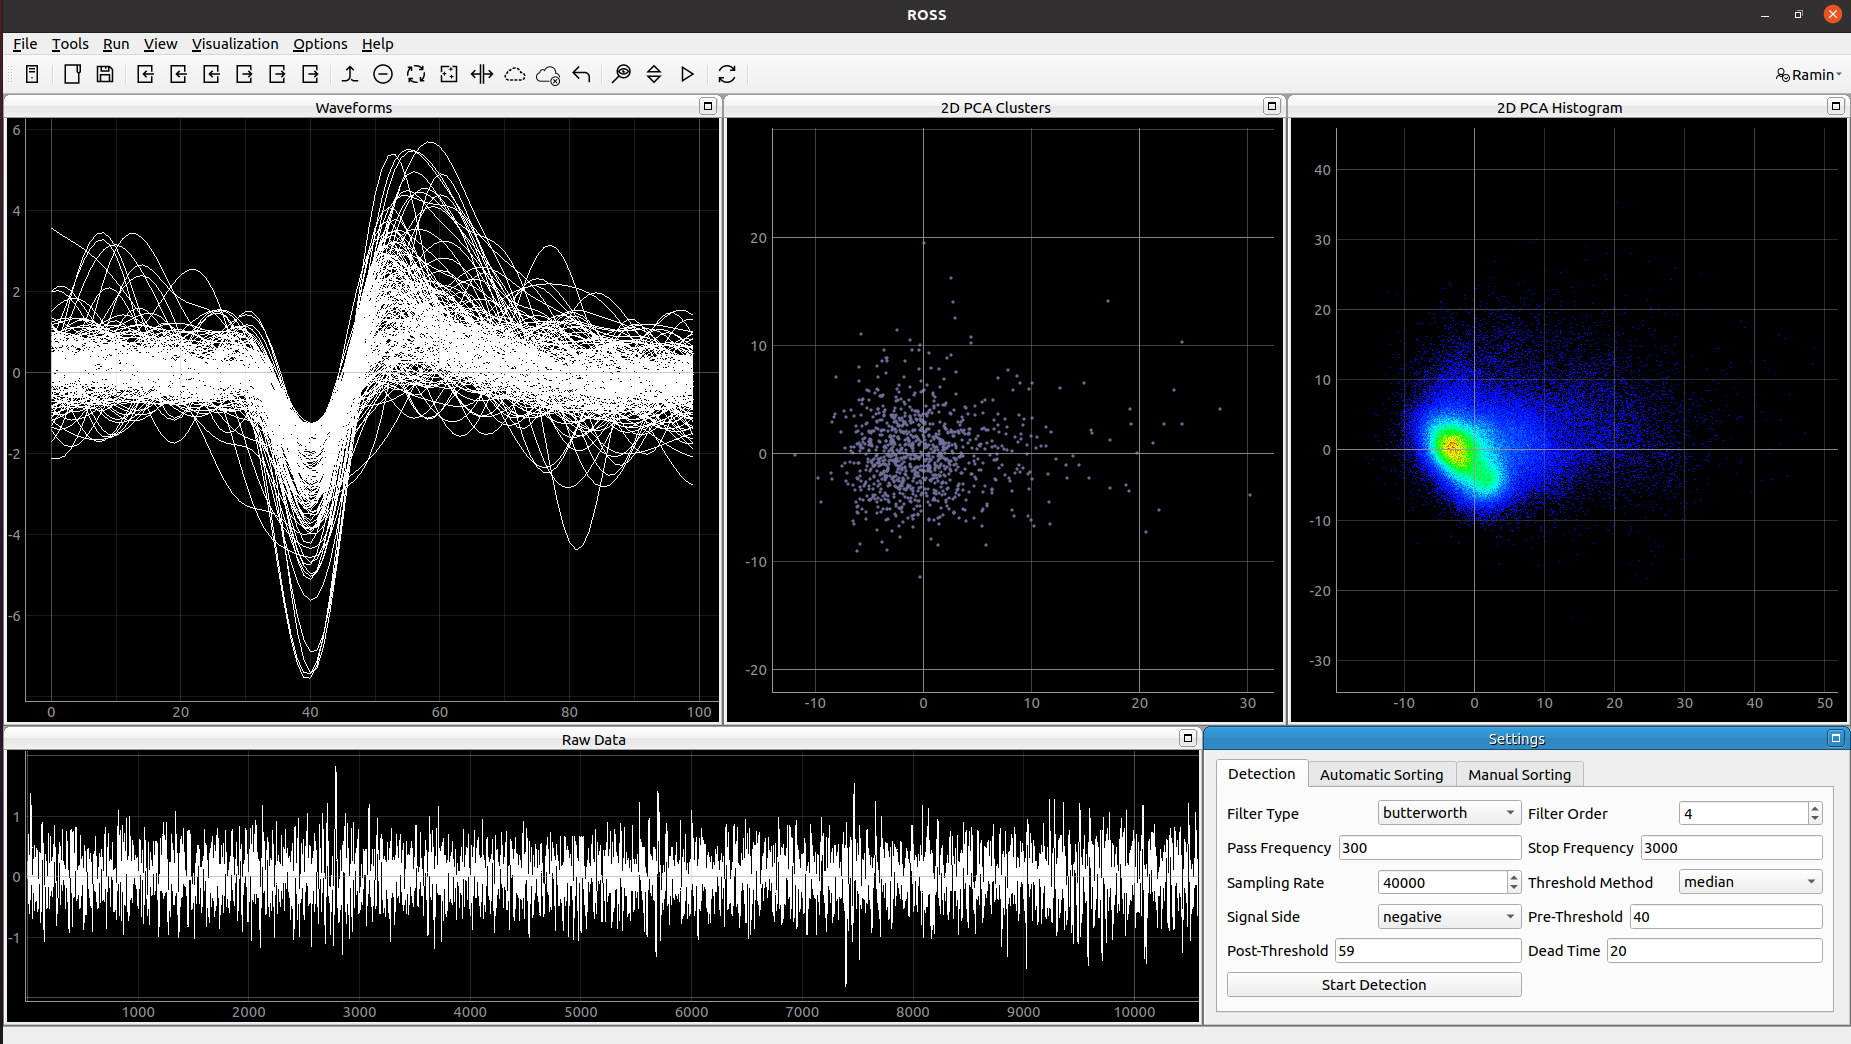 ROSS
File Tools Run View Visualization Options Help
Ramin
Waveforms
6
4
2
0
-2
-4
-6
0 20 40 60 80 100
2D PCA Clusters
20
10
0
-10
-20
-10 0 10 20 30
2D PCA Histogram
40
30
20
10
0
-10
-20
-30
-10 0 10 20 30 40 50
Raw Data
1
0
-1
1000 2000 3000 4000 5000 6000 7000 8000 9000 10000
Settings
Detection Automatic Sorting Manual Sorting
Filter Type butterworth Filter Order 4
Pass Frequency 300 Stop Frequency 3000
Sampling Rate 40000 Threshold Method median
Signal Side negative Pre-Threshold 40
Post-Threshold 59 Dead Time 20
Start Detection